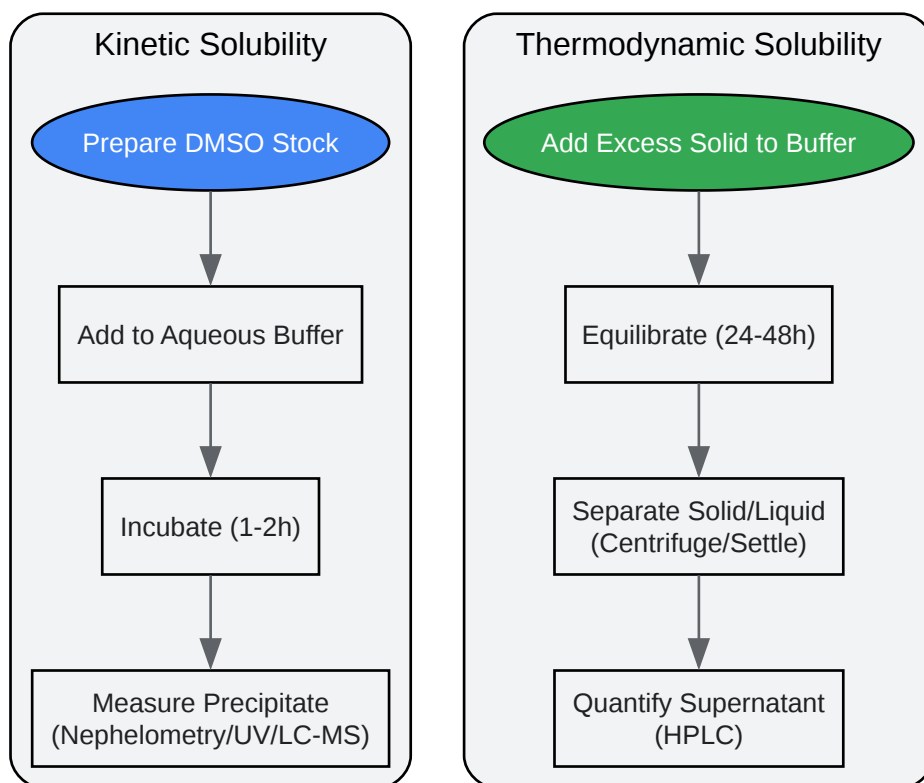 Kinetic Solubility
Prepare DMSO Stock
Add to Aqueous Buffer
Incubate (1-2h)
Measure Precipitate
(Nephelometry/UV/LC-MS)
Thermodynamic Solubility
Add Excess Solid to Buffer
Equilibrate (24-48h)
Separate Solid/Liquid
(Centrifuge/Settle)
Quantify Supernatant
(HPLC)